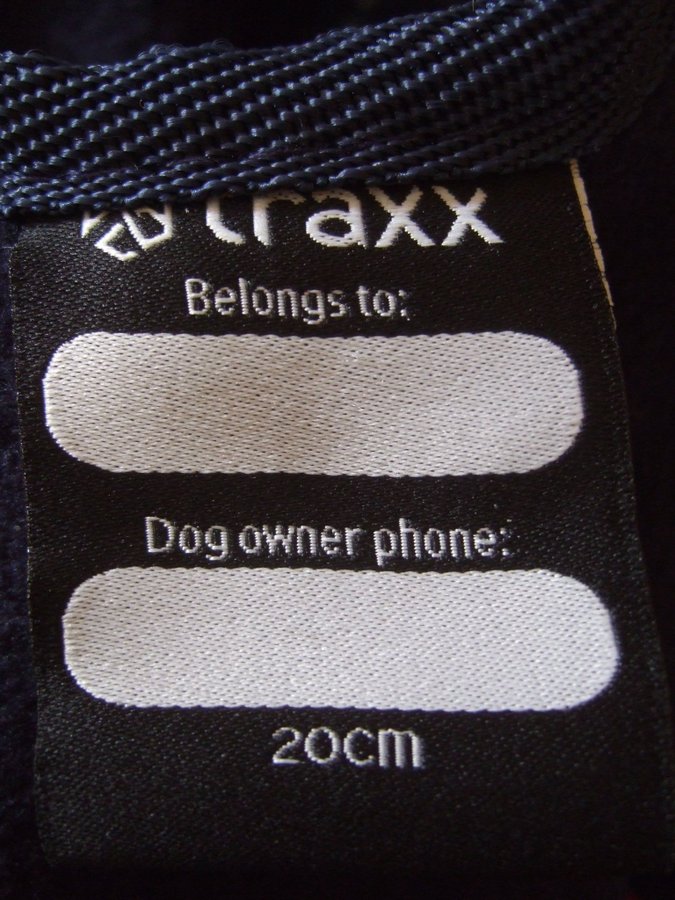 traxx
Belongs to:
Dog owner phone:
20cm